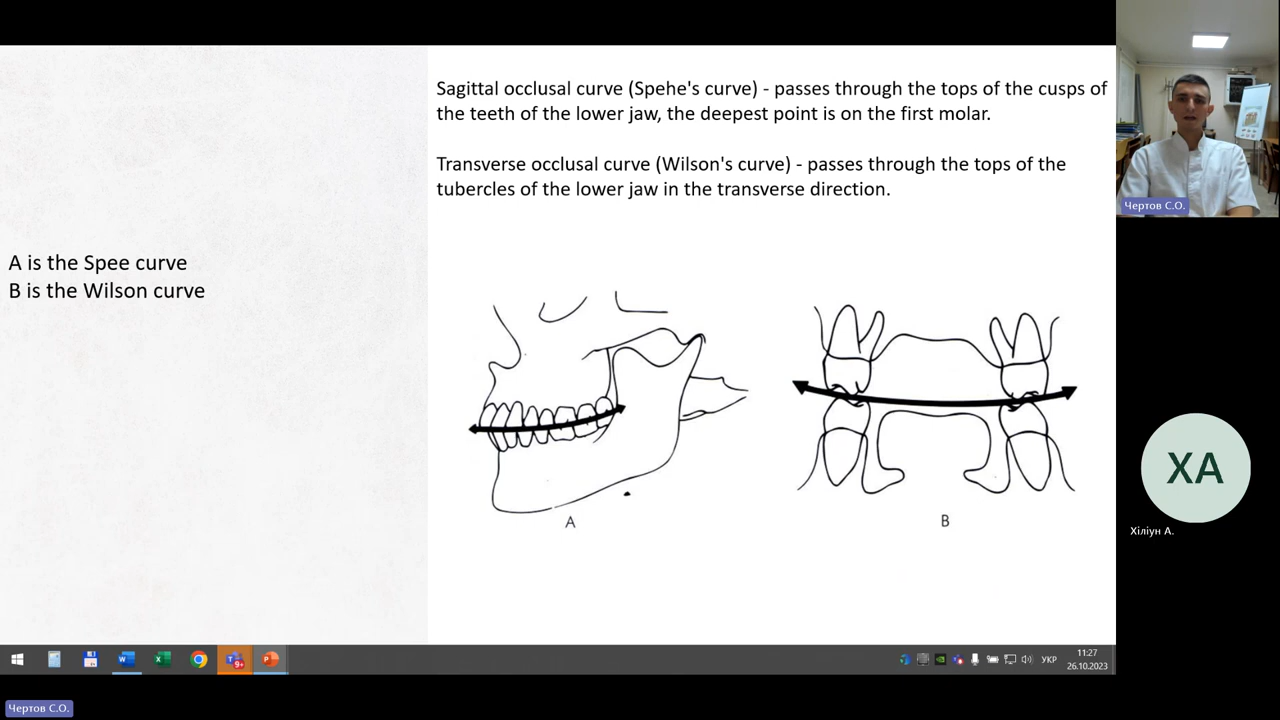 Sagittal occlusal curve (Spehe's curve) - passes through the tops of the cusps of
the teeth of the lower jaw, the deepest point is on the first molar.
Transverse occlusal curve (Wilson's curve) - passes through the tops of the
tubercles of the lower jaw in the transverse direction.
A is the Spee curve
B is the Wilson curve
A
B
Чертов С.О.
ХА
Хіліун А.
9+
УКР
11:27
26.10.2023
Чертов С.О.